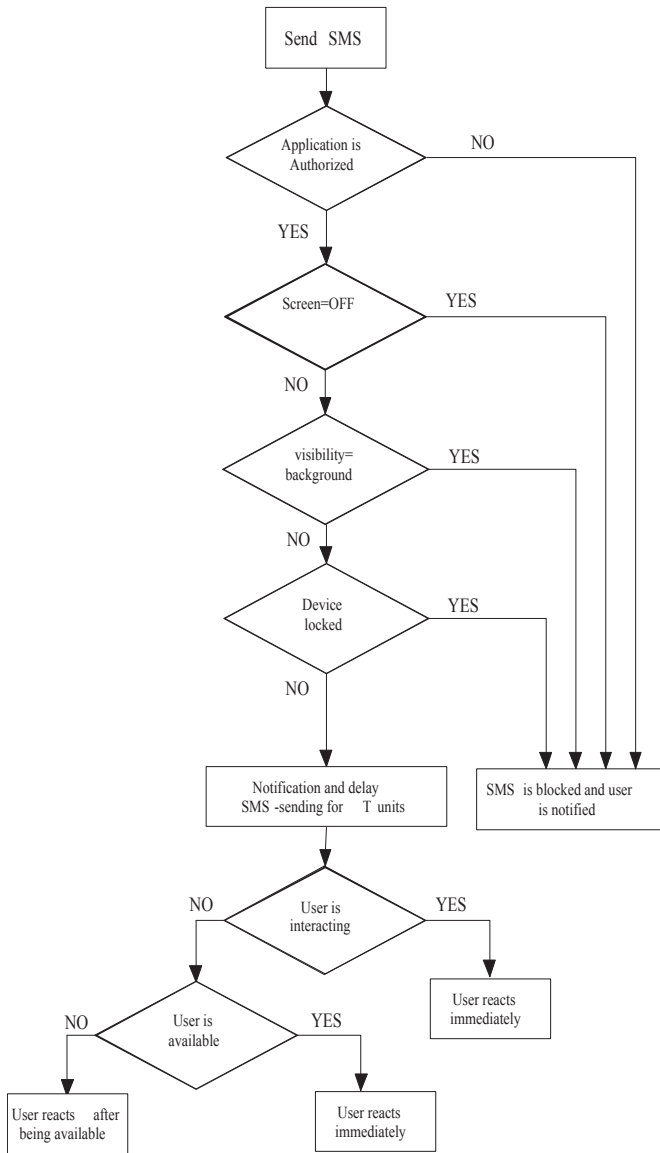 Send SMS
Application is
Authorized
NO
YES
Screen=OFF
YES
NO
visibility=
background
YES
NO
Device
locked
YES
NO
Notification and delay
SMS -sending for T units
SMS is blocked and user
is notified
User is
interacting
NO
YES
User reacts
immediately
User is
available
NO
YES
User reacts after
being available
User reacts
immediately